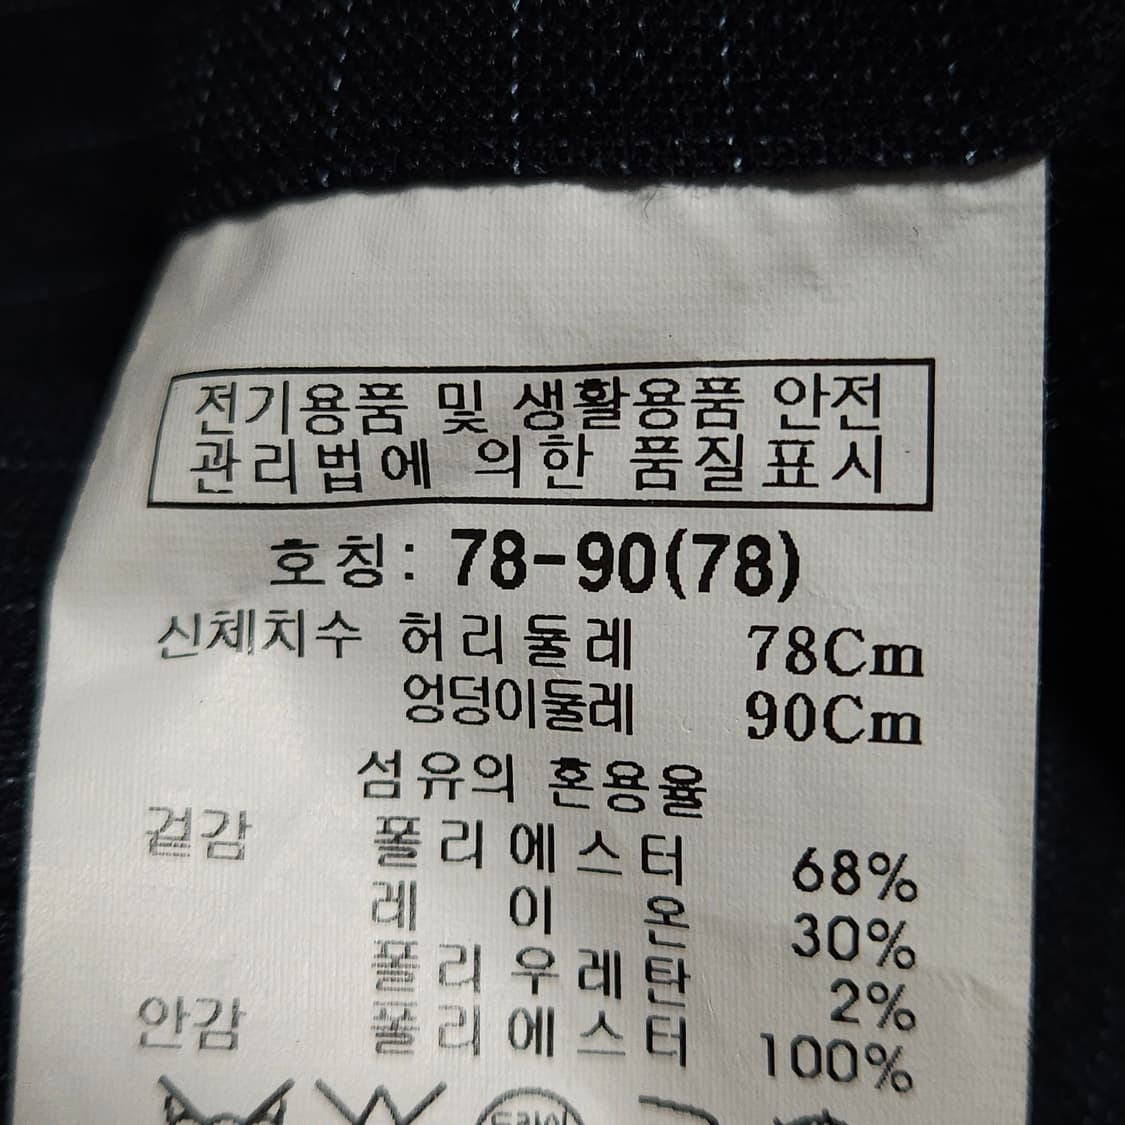 전기용품 및 생활용품 안전
관리법에 의한 품질표시
호칭: 78-90(78)
신체치수 허리둘레 78Cm
엉덩이둘레 90Cm
섬유의 혼용율
겉감 폴리에스터 68%
레이온 30%
폴리우레탄 2%
안감 폴리에스터 100%
드라이